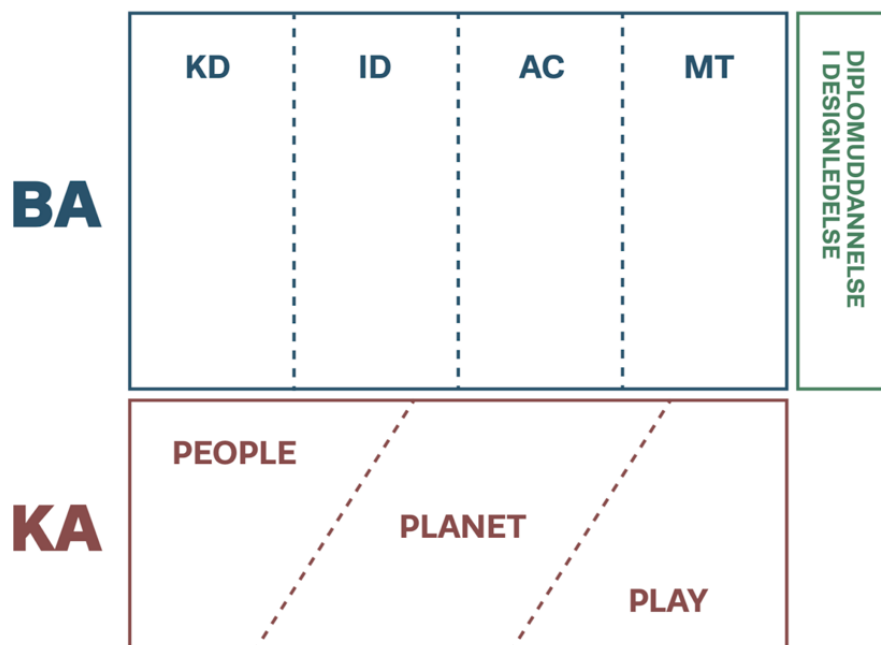 KD
ID
AC
MT
BA
DIPLOMUDDANNELSE
I DESIGNLEDELSE
KA
PEOPLE
PLANET
PLAY